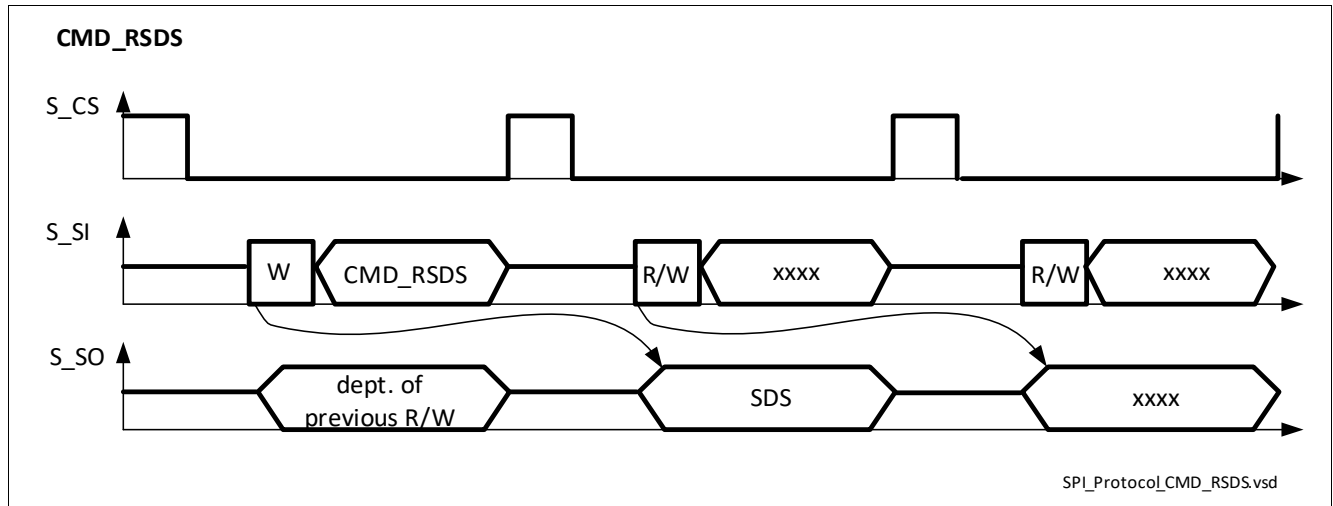 CMD_RSDS
S_CS
S_SI
W
CMD_RSDS
R/W
xxxx
R/W
xxxx
S_SO
dept. of
previous R/W
SDS
xxxx
SPI_Protocol_CMD_RSDS.vsd